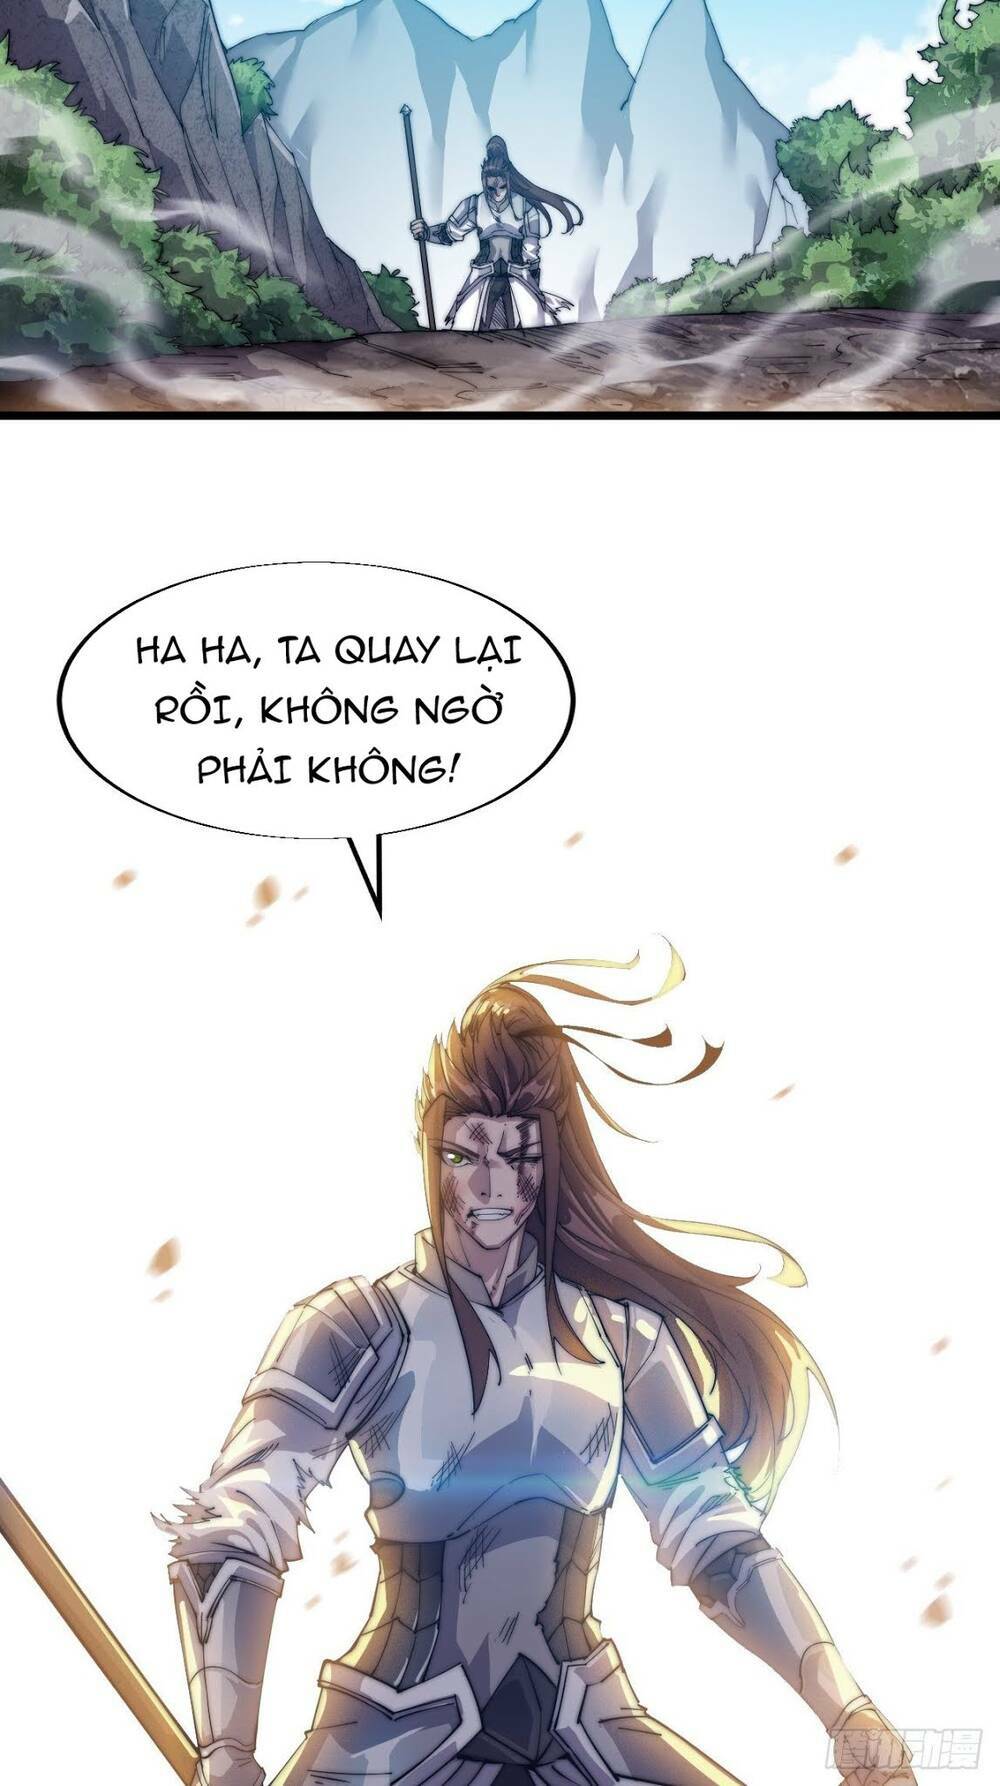 HA HA, TA QUAY LẠI
RỒI, KHÔNG NGỜ
PHẢI KHÔNG!